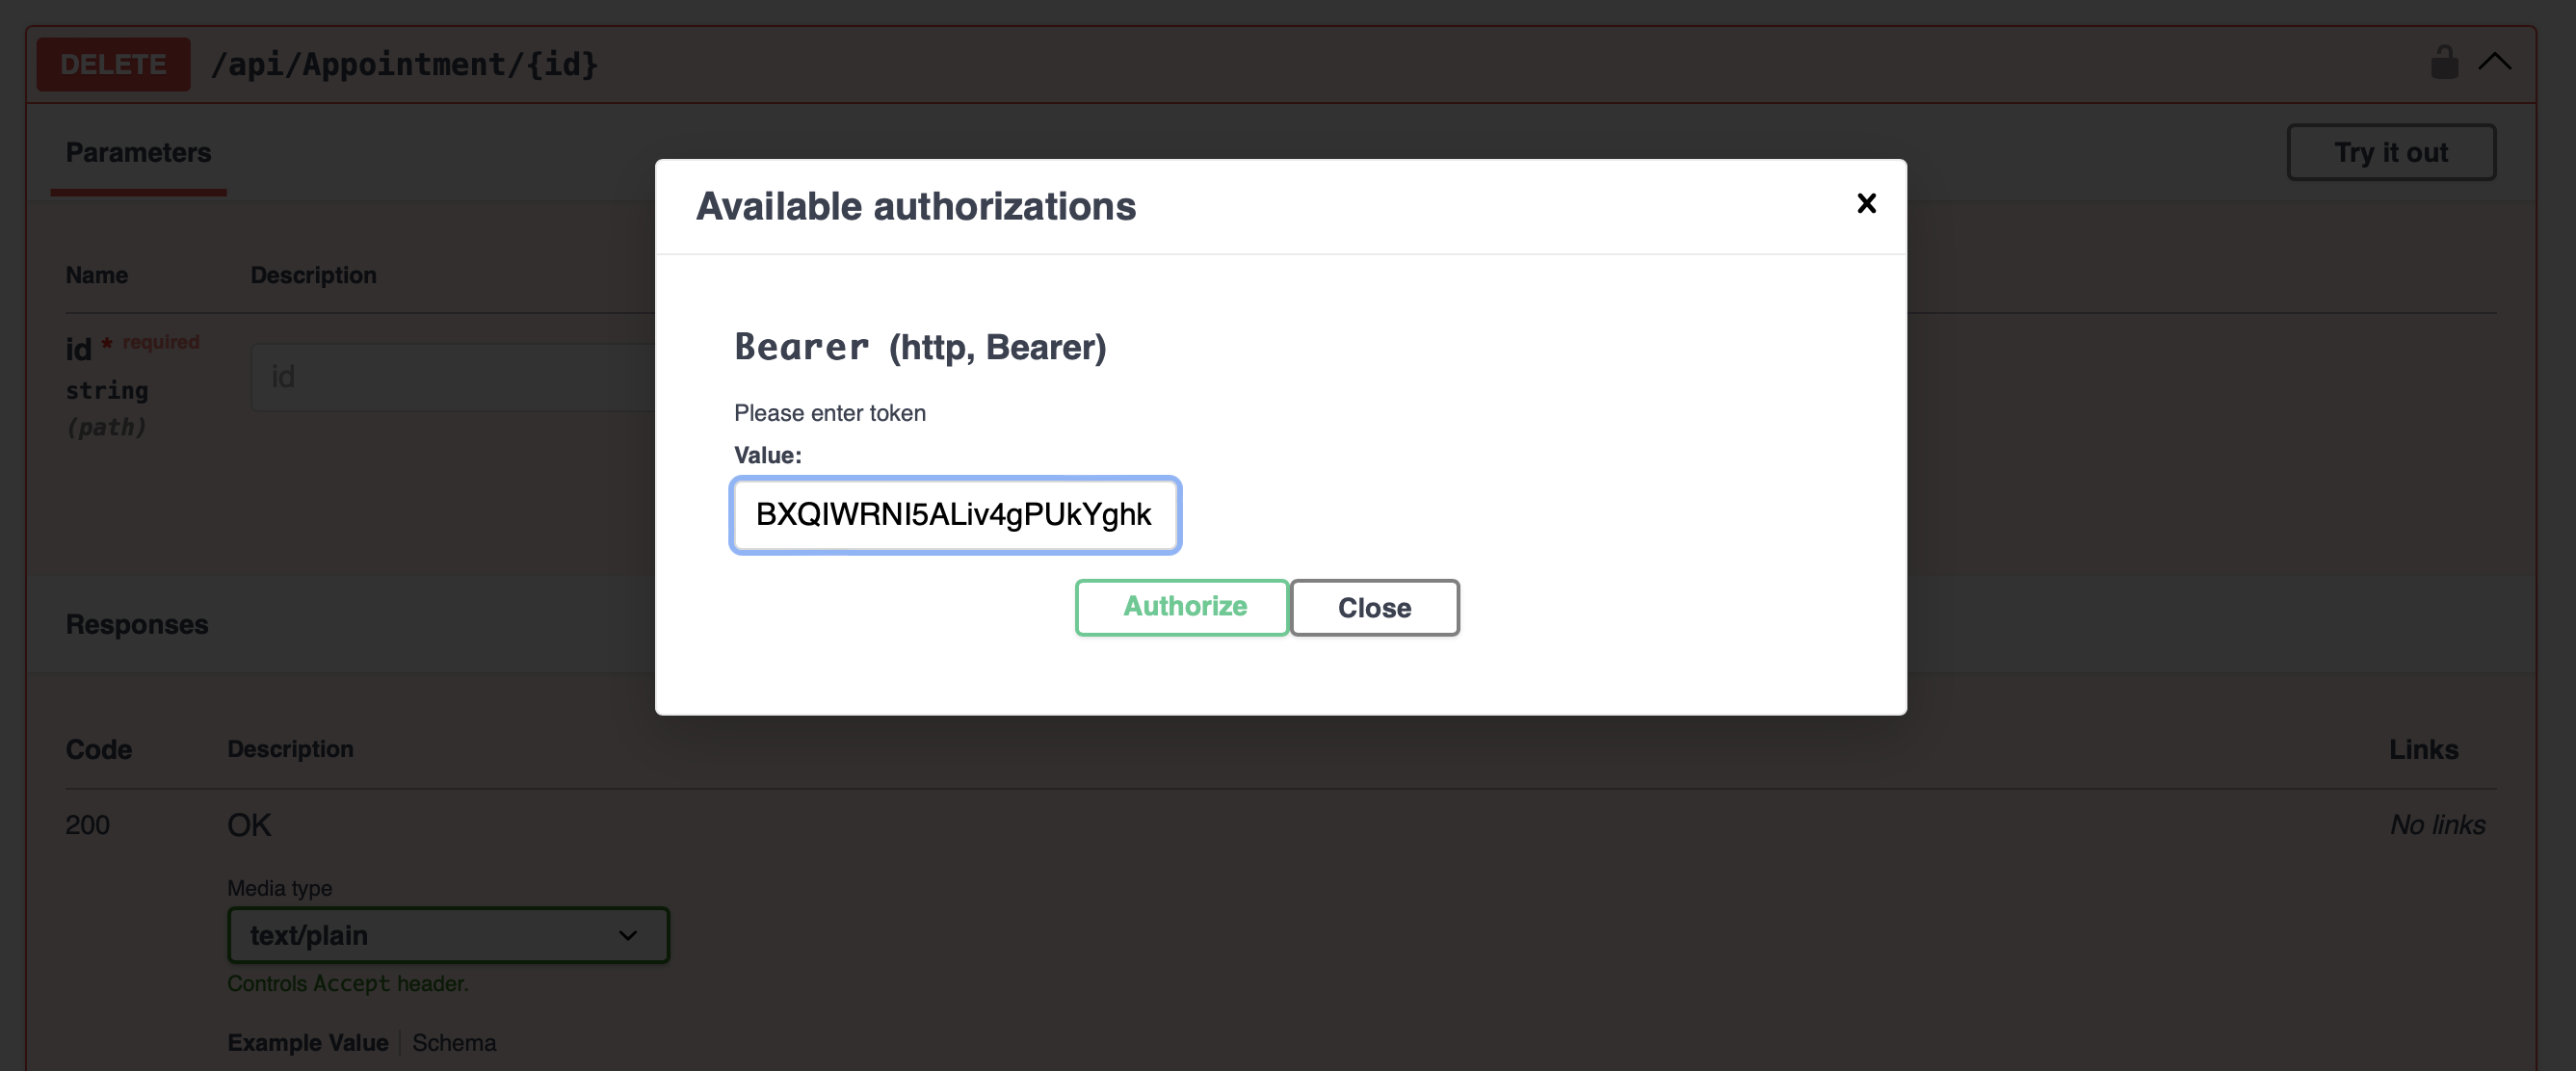 DELETE /api/Appointment/{id}
Parameters
Try it out
Available authorizations
Name Description
id * required
string
(path)
id
Bearer (http, Bearer)
Please enter token
Value:
BXQIWRNI5ALiv4gPUkYghk
Authorize Close
Responses
Code Description Links
200 OK No links
Media type
text/plain
Controls Accept header.
Example Value Schema